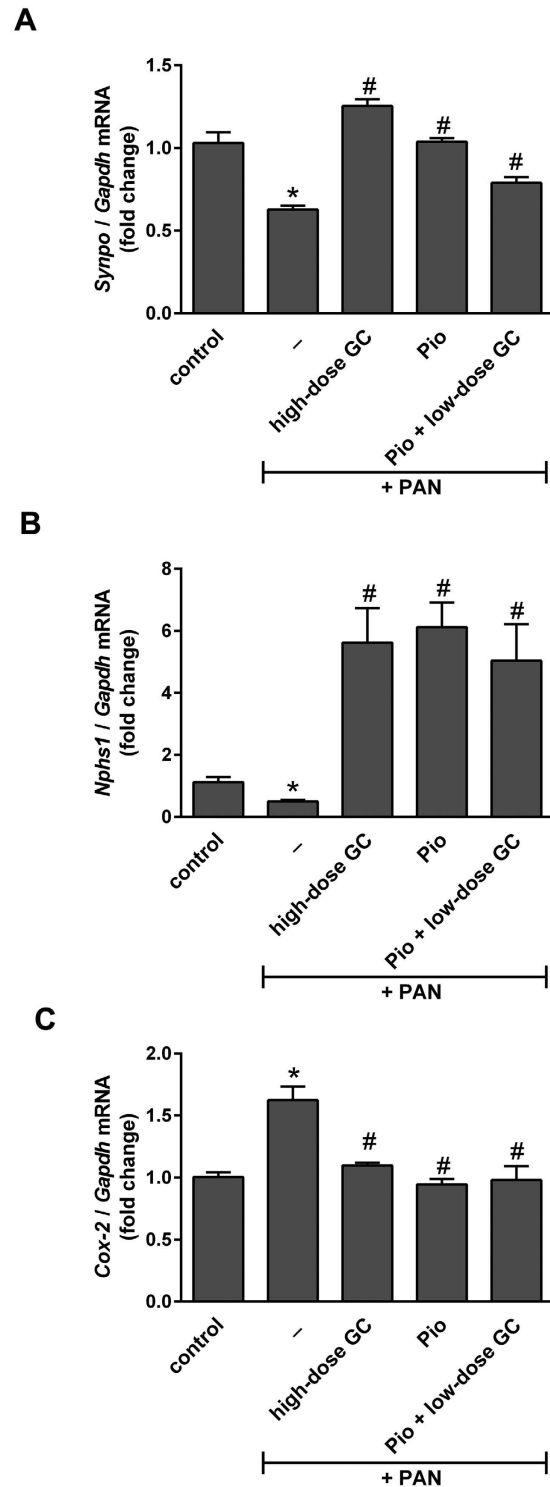 A
Synpo / Gapdh mRNA
(fold change)
1.5
1.0
0.5
0.0
#
#
#
*
control
–
high-dose GC
Pio
Pio + low-dose GC
+ PAN
B
Nphs1 / Gapdh mRNA
(fold change)
8
6
4
2
0
#
#
#
*
control
–
high-dose GC
Pio
Pio + low-dose GC
+ PAN
C
Cox-2 / Gapdh mRNA
(fold change)
2.0
1.5
1.0
0.5
0.0
*
#
#
#
control
–
high-dose GC
Pio
Pio + low-dose GC
+ PAN